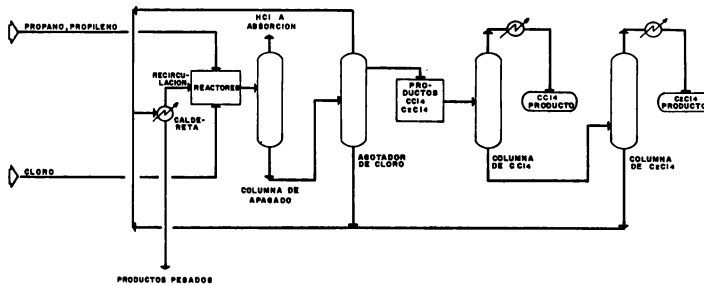 HCl A
ABSORCION
PROPANO, PROPILENO
RECIRCU-
LACION
REACTORES
CALDE-
RETA
CLORO
COLUMNA DE
APAGADO
AGOTADOR
DE CLORO
PRO-
DUCTOS
CCl4
C2Cl4
COLUMNA
DE CCl4
CCl4
PRODUCTO
COLUMNA
DE C2Cl4
C2Cl4
PRODUCTO
PRODUCTOS PESADOS